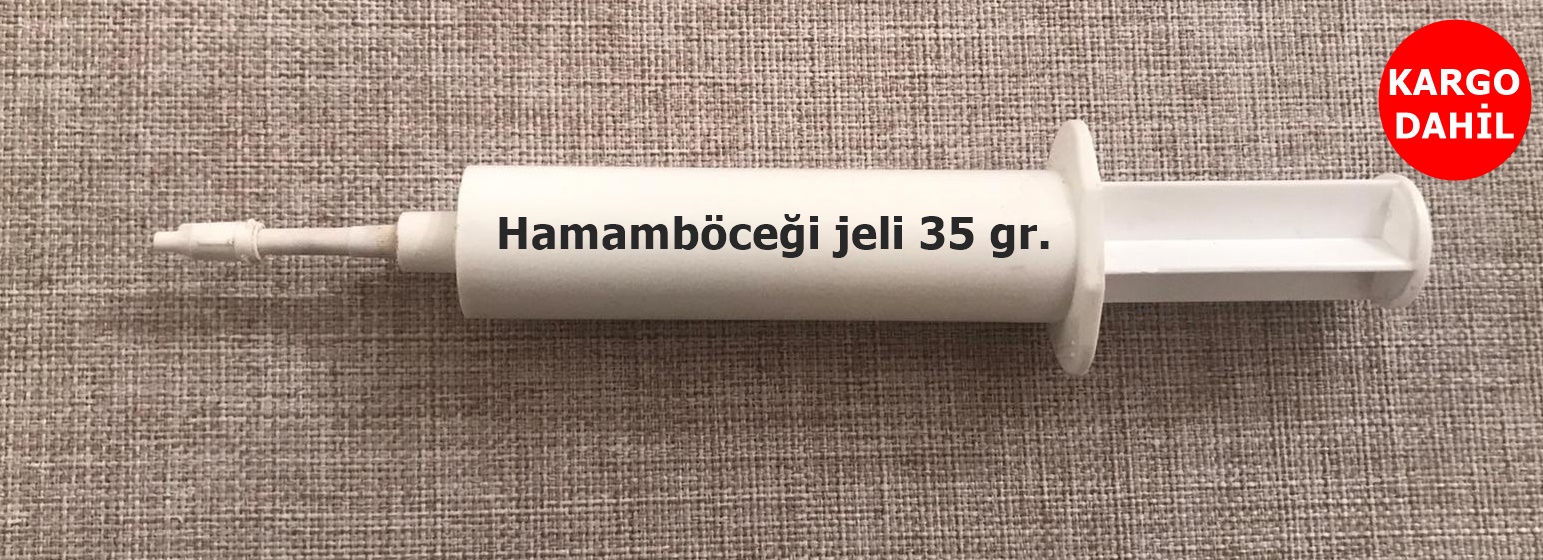 KARGO
DAHİL
Hamamböceği jeli 35 gr.